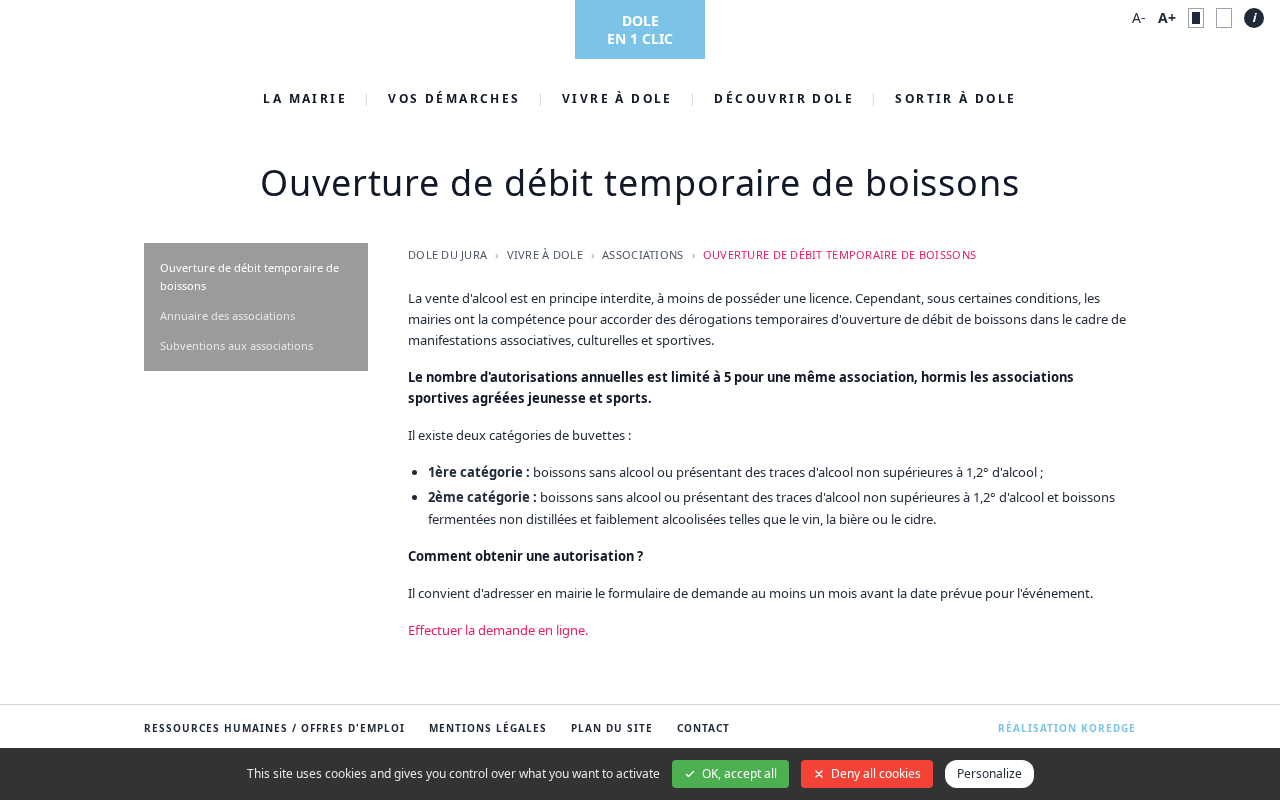 DOLE
EN 1 CLIC
A- A+ i
LA MAIRIE | VOS DÉMARCHES | VIVRE À DOLE | DÉCOUVRIR DOLE | SORTIR À DOLE
Ouverture de débit temporaire de boissons
Ouverture de débit temporaire de
boissons
Annuaire des associations
Subventions aux associations
DOLE DU JURA › VIVRE À DOLE › ASSOCIATIONS › OUVERTURE DE DÉBIT TEMPORAIRE DE BOISSONS
La vente d'alcool est en principe interdite, à moins de posséder une licence. Cependant, sous certaines conditions, les
mairies ont la compétence pour accorder des dérogations temporaires d'ouverture de débit de boissons dans le cadre de
manifestations associatives, culturelles et sportives.
Le nombre d'autorisations annuelles est limité à 5 pour une même association, hormis les associations
sportives agréées jeunesse et sports.
Il existe deux catégories de buvettes :
• 1ère catégorie : boissons sans alcool ou présentant des traces d'alcool non supérieures à 1,2° d'alcool ;
• 2ème catégorie : boissons sans alcool ou présentant des traces d'alcool non supérieures à 1,2° d'alcool et boissons
fermentées non distillées et faiblement alcoolisées telles que le vin, la bière ou le cidre.
Comment obtenir une autorisation ?
Il convient d'adresser en mairie le formulaire de demande au moins un mois avant la date prévue pour l'événement.
Effectuer la demande en ligne.
RESSOURCES HUMAINES / OFFRES D'EMPLOI MENTIONS LÉGALES PLAN DU SITE CONTACT RÉALISATION KOREDGE
This site uses cookies and gives you control over what you want to activate ✓ OK, accept all ✗ Deny all cookies Personalize